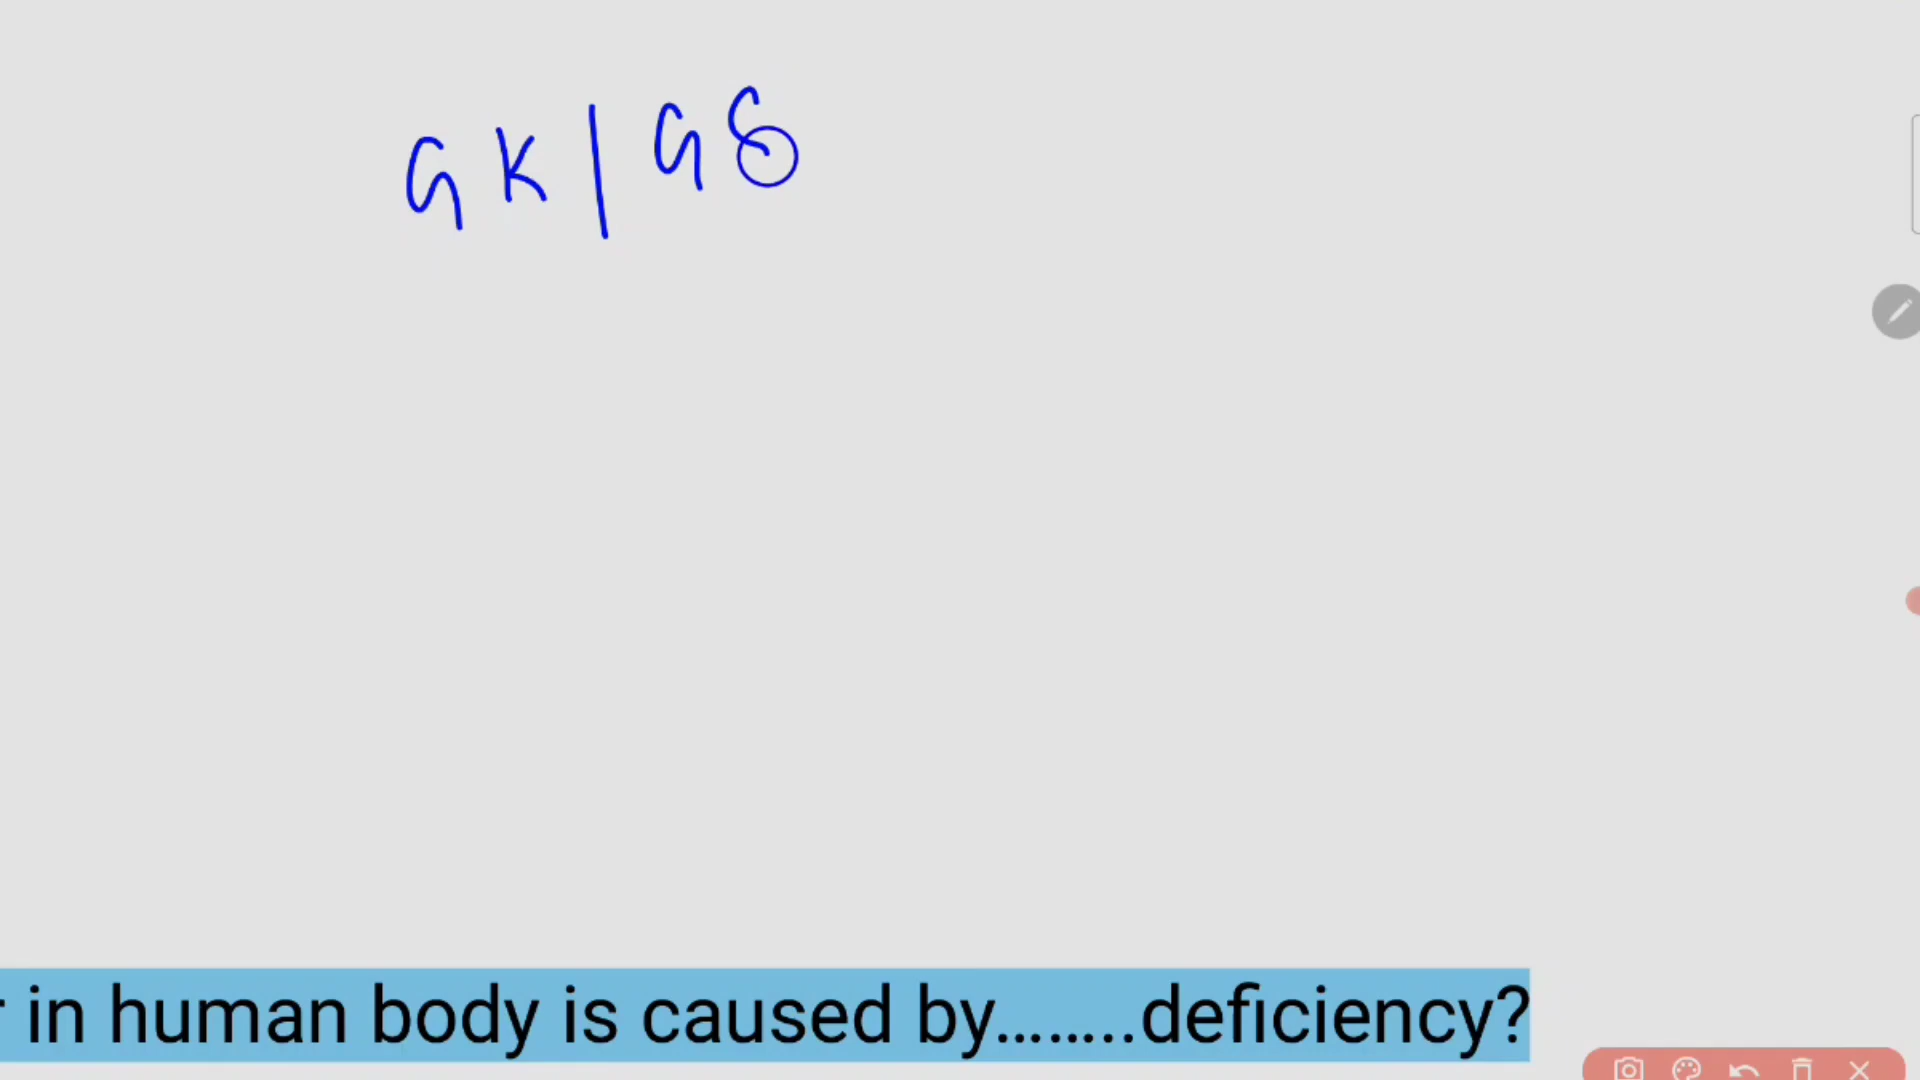 GK | GS
in human body is caused by........deficiency?